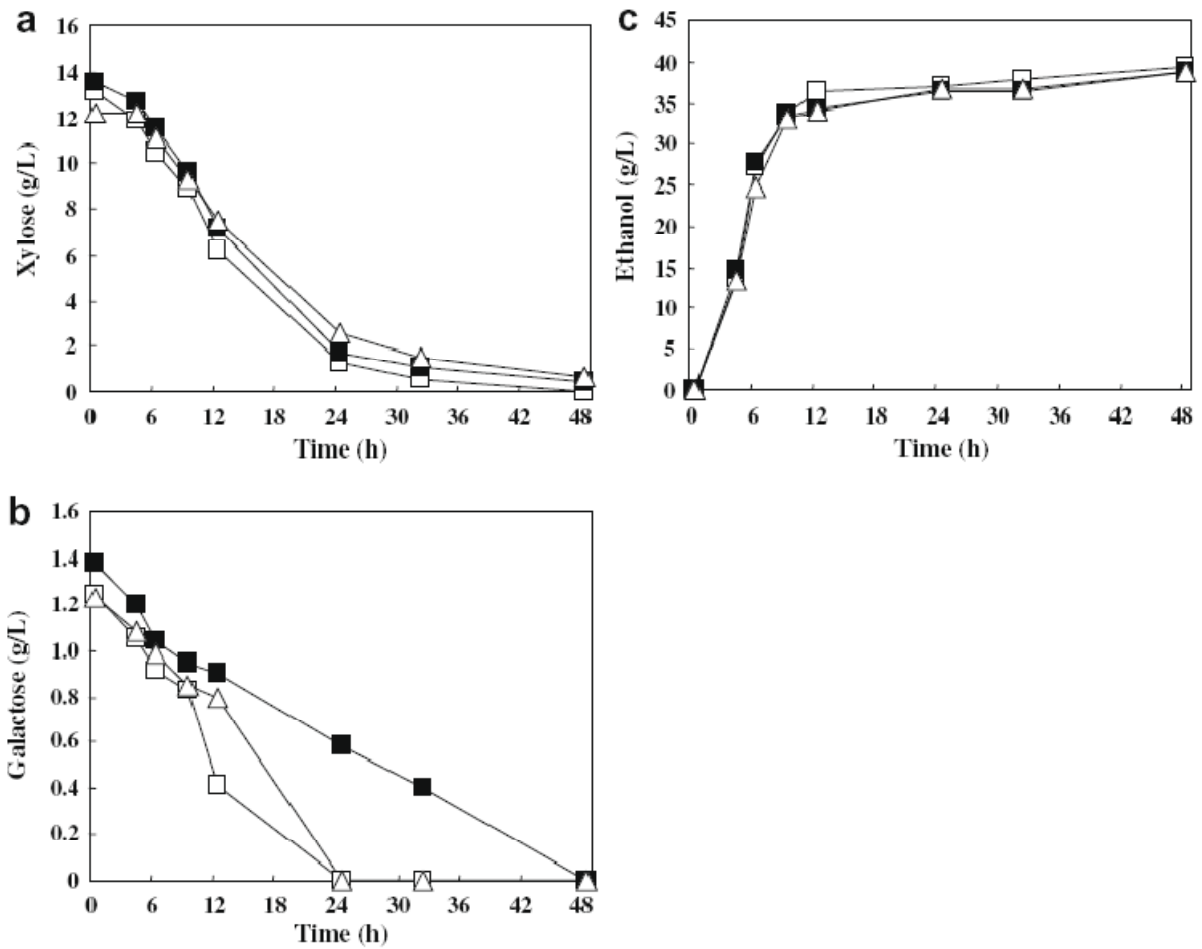 a
Xylose (g/L)
16
14
12
10
8
6
4
2
0
0 6 12 18 24 30 36 42 48
Time (h)
c
Ethanol (g/L)
45
40
35
30
25
20
15
10
5
0
0 6 12 18 24 30 36 42 48
Time (h)
b
Galactose (g/L)
1.6
1.4
1.2
1.0
0.8
0.6
0.4
0.2
0
0 6 12 18 24 30 36 42 48
Time (h)